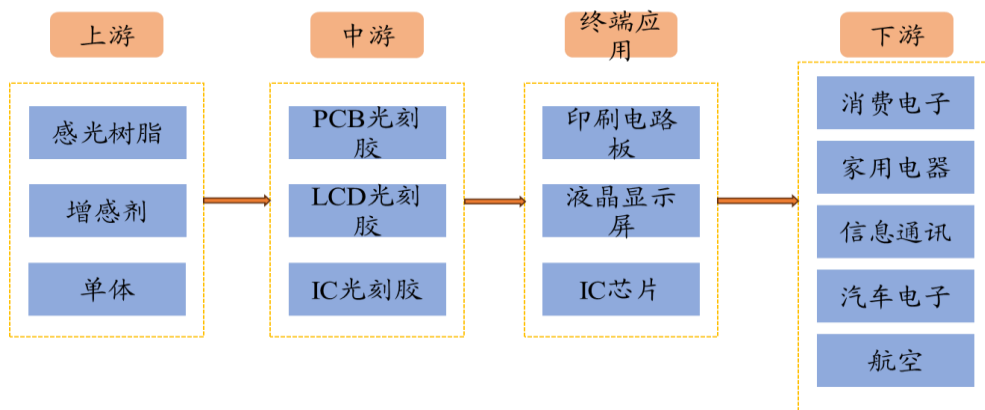 上游
感光树脂
增感剂
单体
中游
PCB光刻
胶
LCD光刻
胶
IC光刻胶
终端应
用
印刷电路
板
液晶显示
屏
IC芯片
下游
消费电子
家用电器
信息通讯
汽车电子
航空